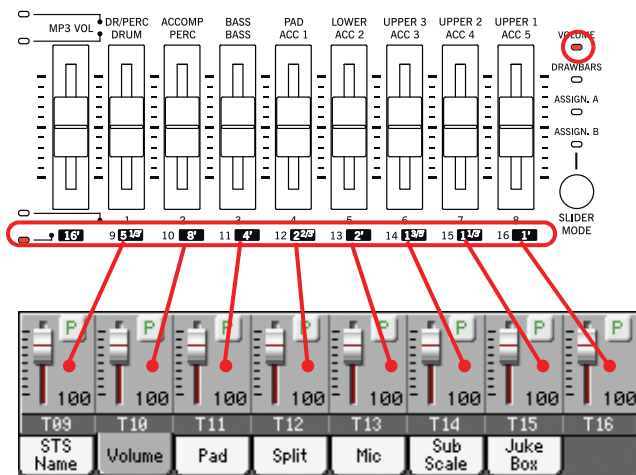 MP3 VOL DR/PERC ACCOMP BASS PAD LOWER UPPER 3 UPPER 2 UPPER 1
DRUM PERC BASS ACC 1 ACC 2 ACC 3 ACC 4 ACC 5
VOLUME
DRAWBARS
ASSIGN. A
ASSIGN. B
SLIDER
MODE
1 2 3 4 5 6 7 8
16' 9 5 1/3' 10 8' 11 4' 12 2 2/3' 13 2' 14 1 3/5' 15 1 1/3' 16 1'
P P P P P P P P
100 100 100 100 100 100 100 100
T09 T10 T11 T12 T13 T14 T15 T16
STS Name Volume Pad Split Mic Sub Scale Juke Box